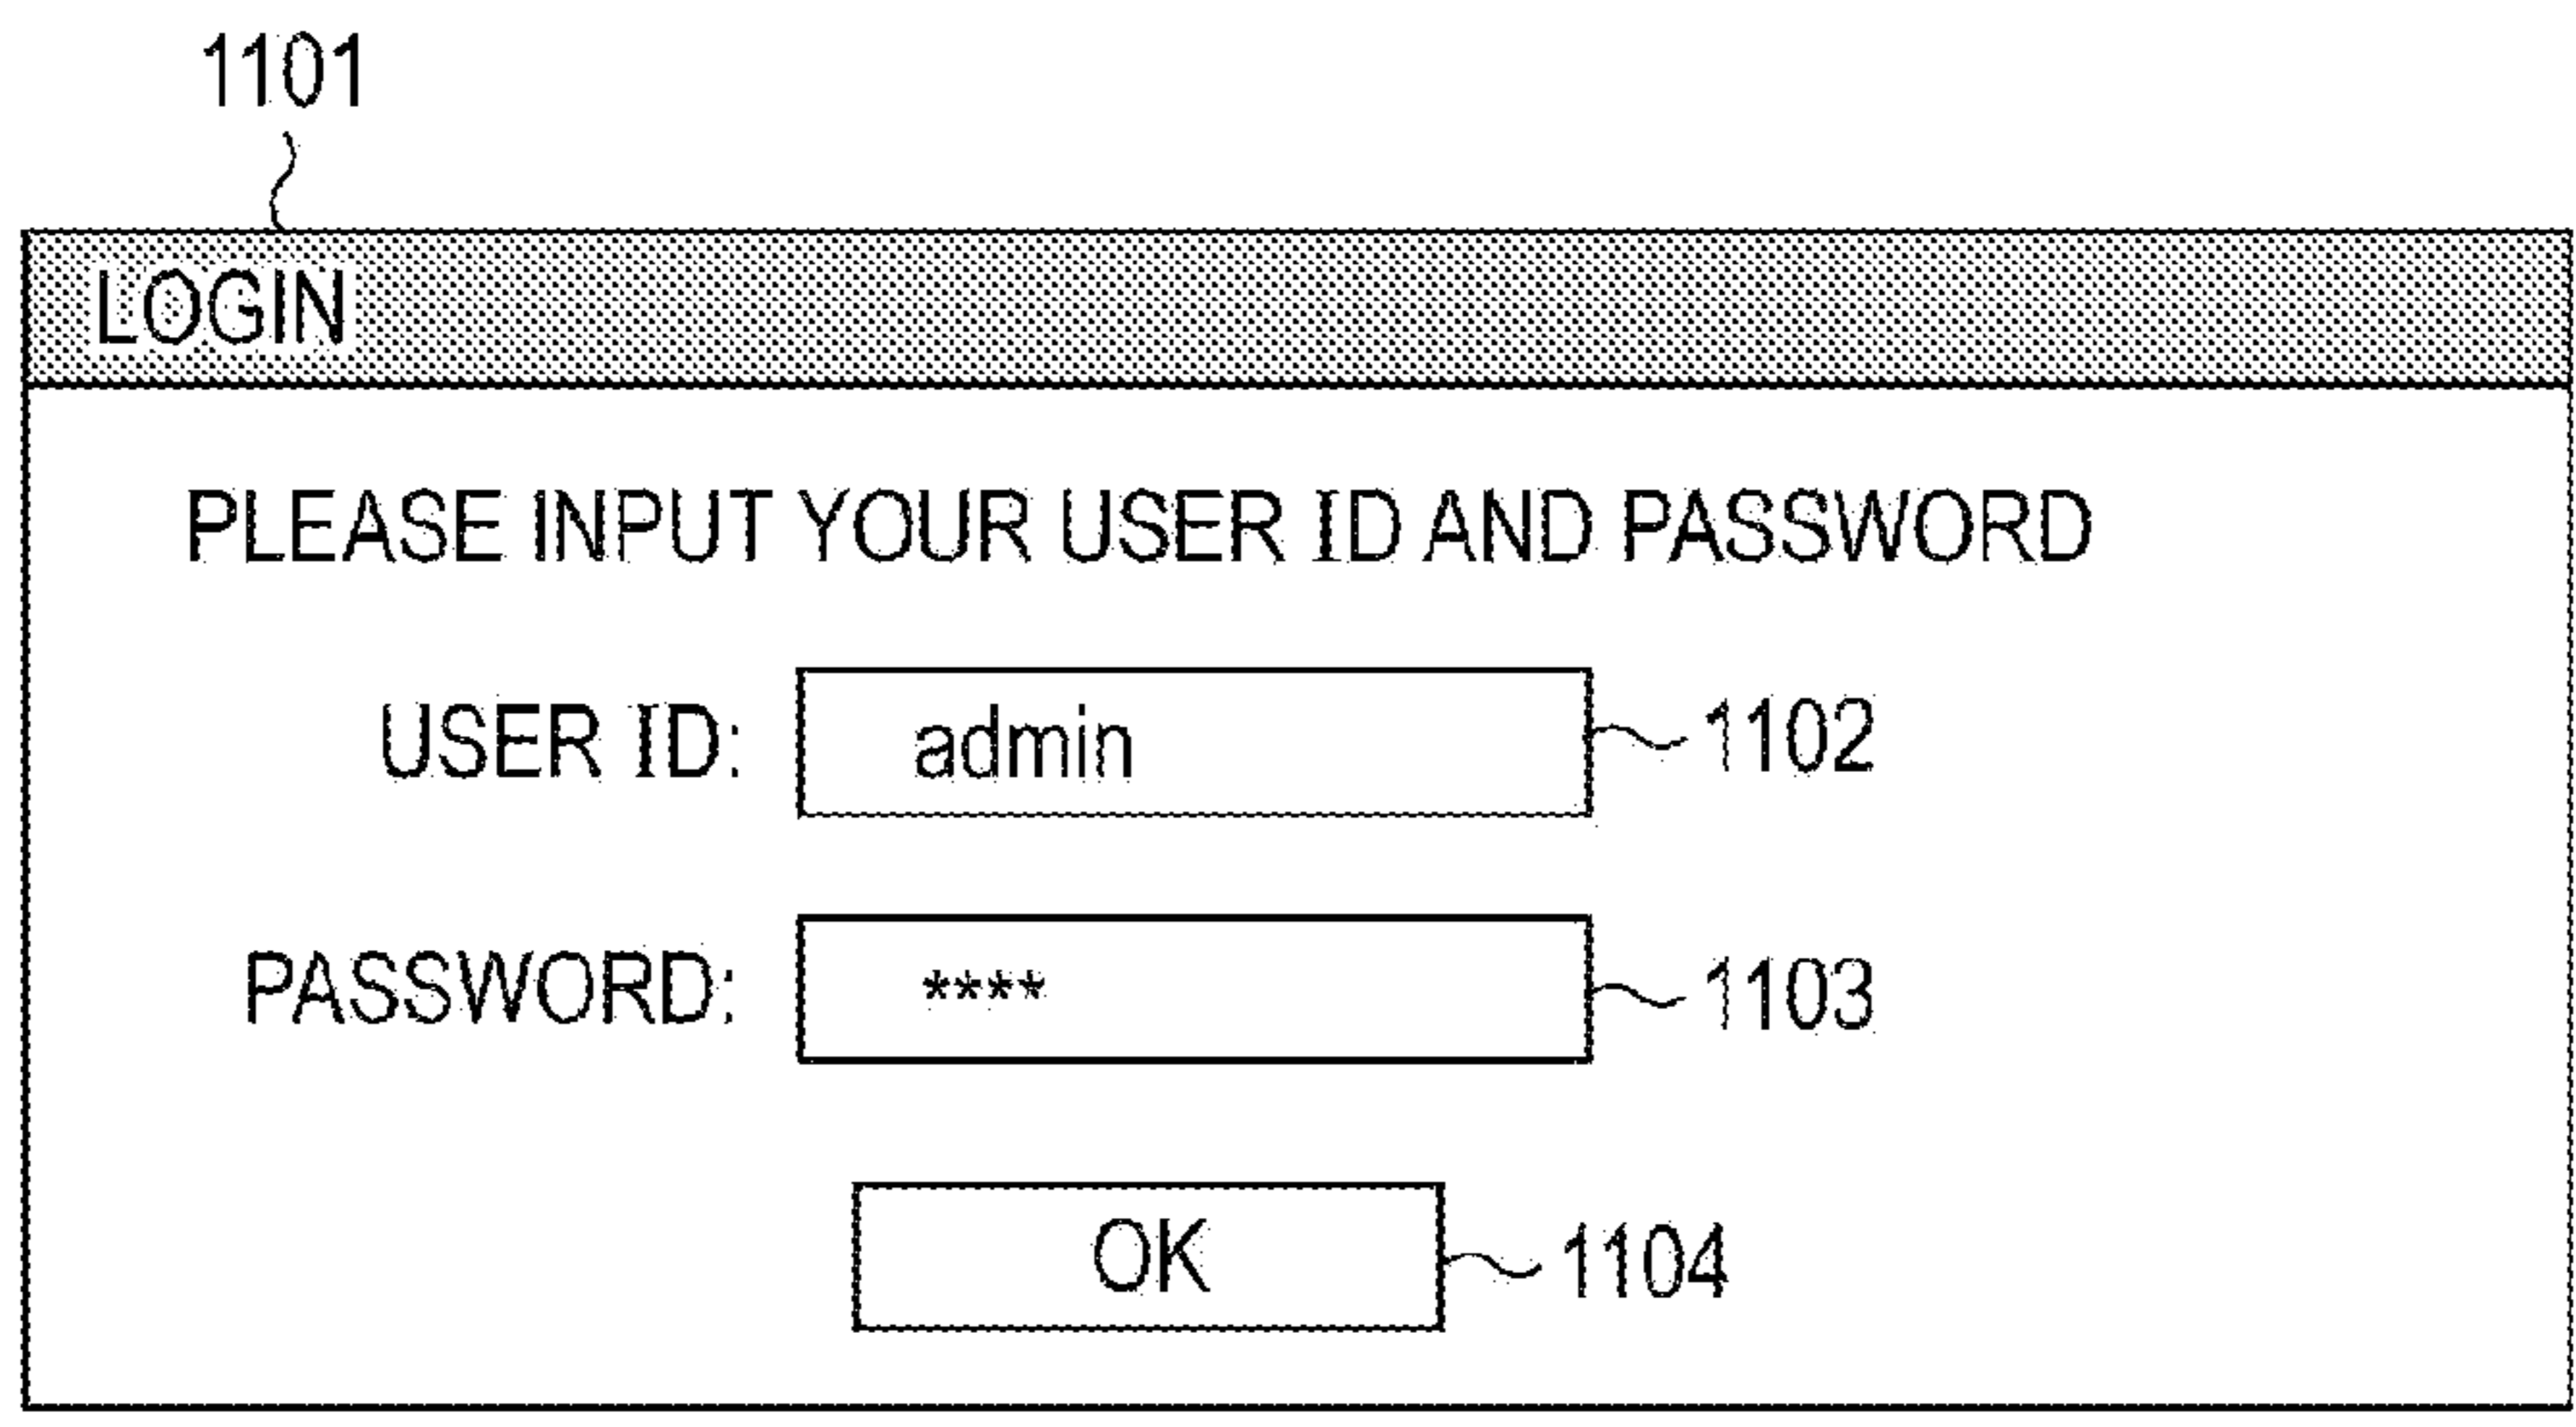 1101
LOGIN
PLEASE INPUT YOUR USER ID AND PASSWORD
USER ID: admin 1102
PASSWORD: **** 1103
OK 1104